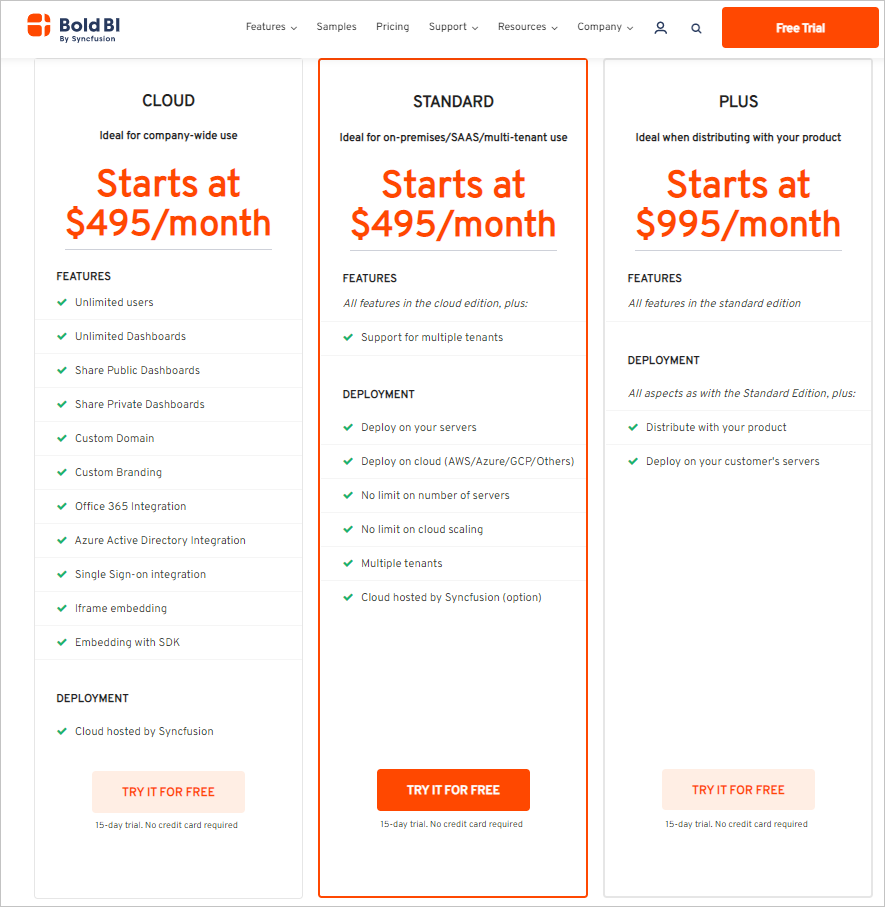 Bold BI
By Syncfusion
Features
Samples
Pricing
Support
Resources
Company
Free Trial
CLOUD
Ideal for company-wide use
Starts at
$495/month
FEATURES
Unlimited users
Unlimited Dashboards
Share Public Dashboards
Share Private Dashboards
Custom Domain
Custom Branding
Office 365 Integration
Azure Active Directory Integration
Single Sign-on integration
Iframe embedding
Embedding with SDK
DEPLOYMENT
Cloud hosted by Syncfusion
TRY IT FOR FREE
15-day trial. No credit card required
STANDARD
Ideal for on-premises/SAAS/multi-tenant use
Starts at
$495/month
FEATURES
All features in the cloud edition, plus:
Support for multiple tenants
DEPLOYMENT
Deploy on your servers
Deploy on cloud (AWS/Azure/GCP/Others)
No limit on number of servers
No limit on cloud scaling
Multiple tenants
Cloud hosted by Syncfusion (option)
TRY IT FOR FREE
15-day trial. No credit card required
PLUS
Ideal when distributing with your product
Starts at
$995/month
FEATURES
All features in the standard edition
DEPLOYMENT
All aspects as with the Standard Edition, plus:
Distribute with your product
Deploy on your customer's servers
TRY IT FOR FREE
15-day trial. No credit card required